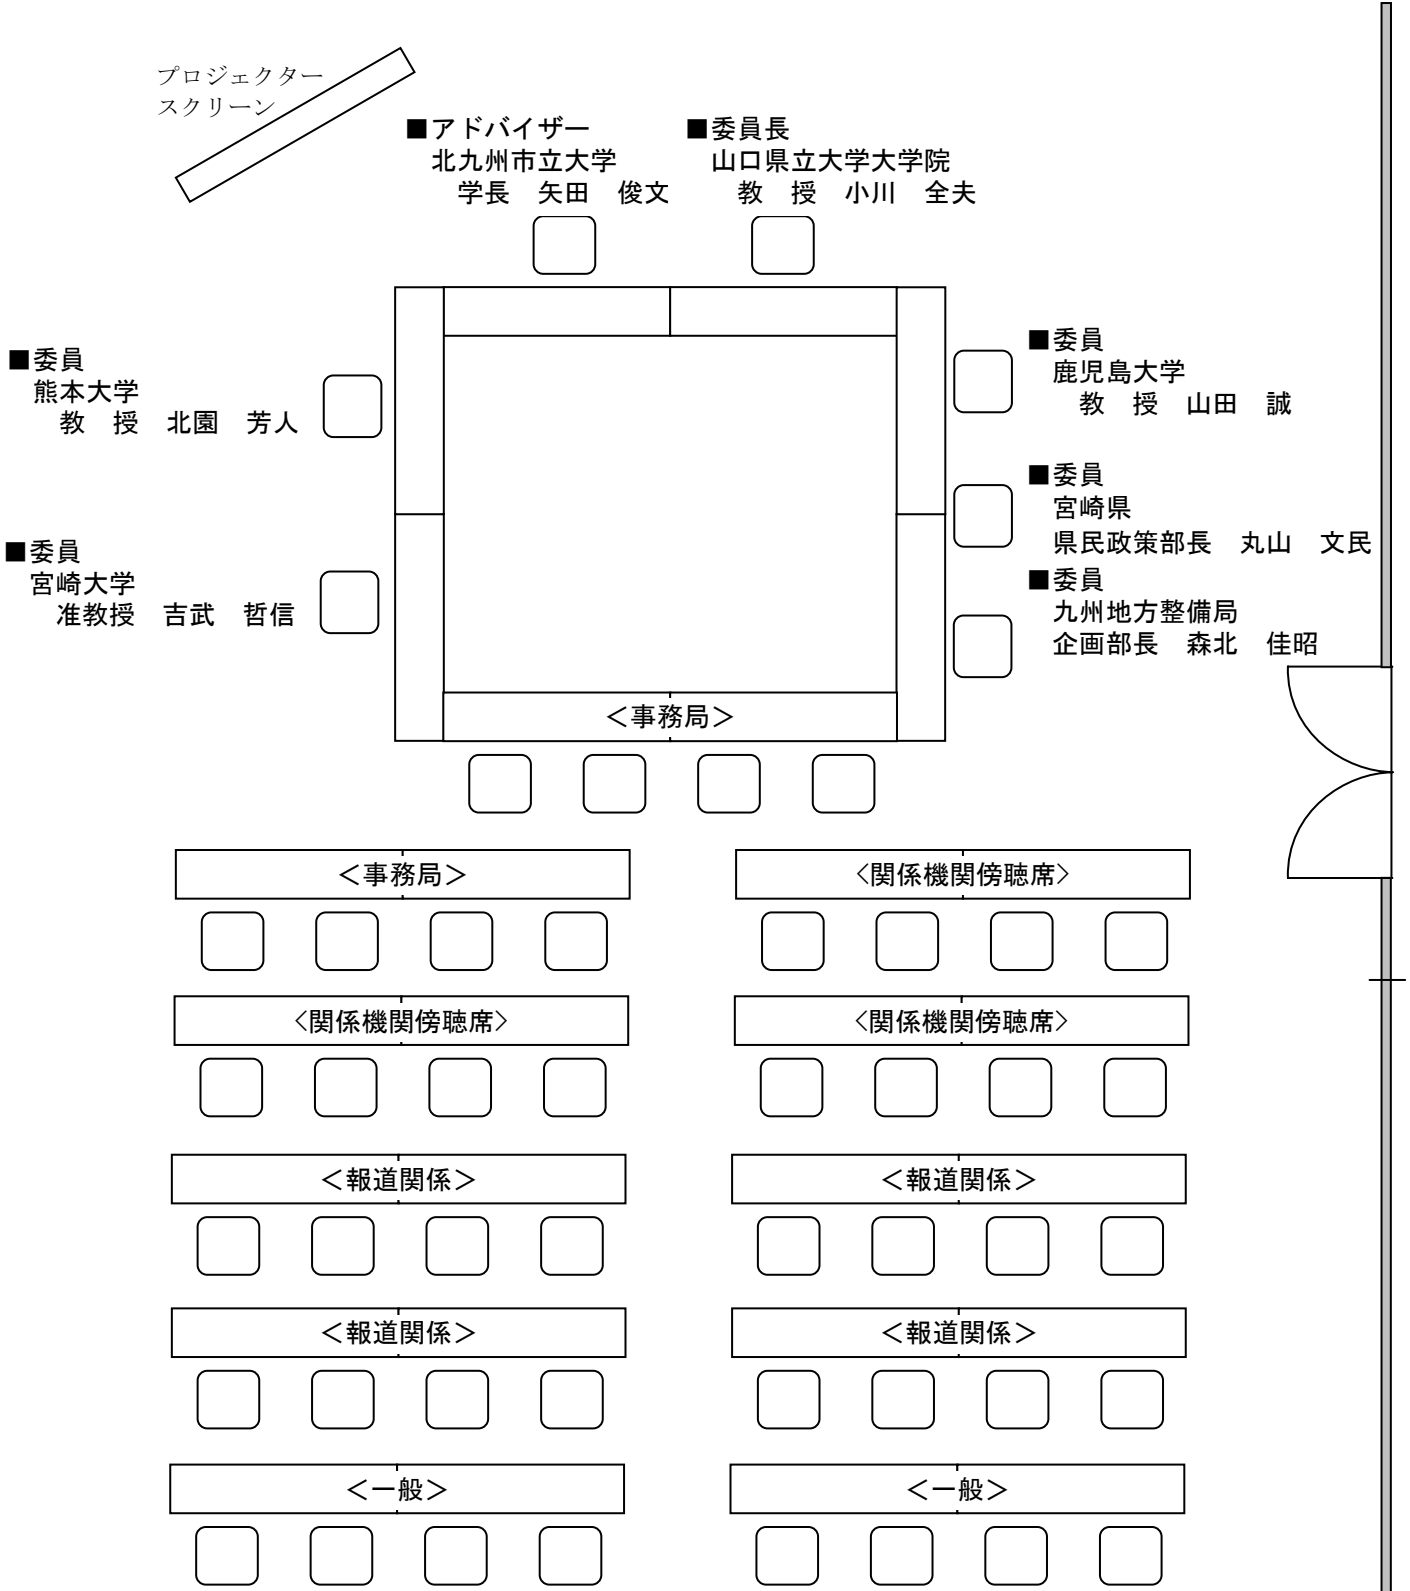 プロジェクター
スクリーン
■アドバイザー
北九州市立大学
学長　矢田　俊文
■委員長
山口県立大学大学院
教　授　小川　全夫
■委員
熊本大学
教　授　北園　芳人
■委員
宮崎大学
准教授　吉武　哲信
■委員
鹿児島大学
教　授　山田　誠
■委員
宮崎県
県民政策部長　丸山　文民
■委員
九州地方整備局
企画部長　森北　佳昭
＜事務局＞
＜事務局＞
〈関係機関傍聴席〉
〈関係機関傍聴席〉
〈関係機関傍聴席〉
＜報道関係＞
＜報道関係＞
＜報道関係＞
＜報道関係＞
＜一般＞
＜一般＞